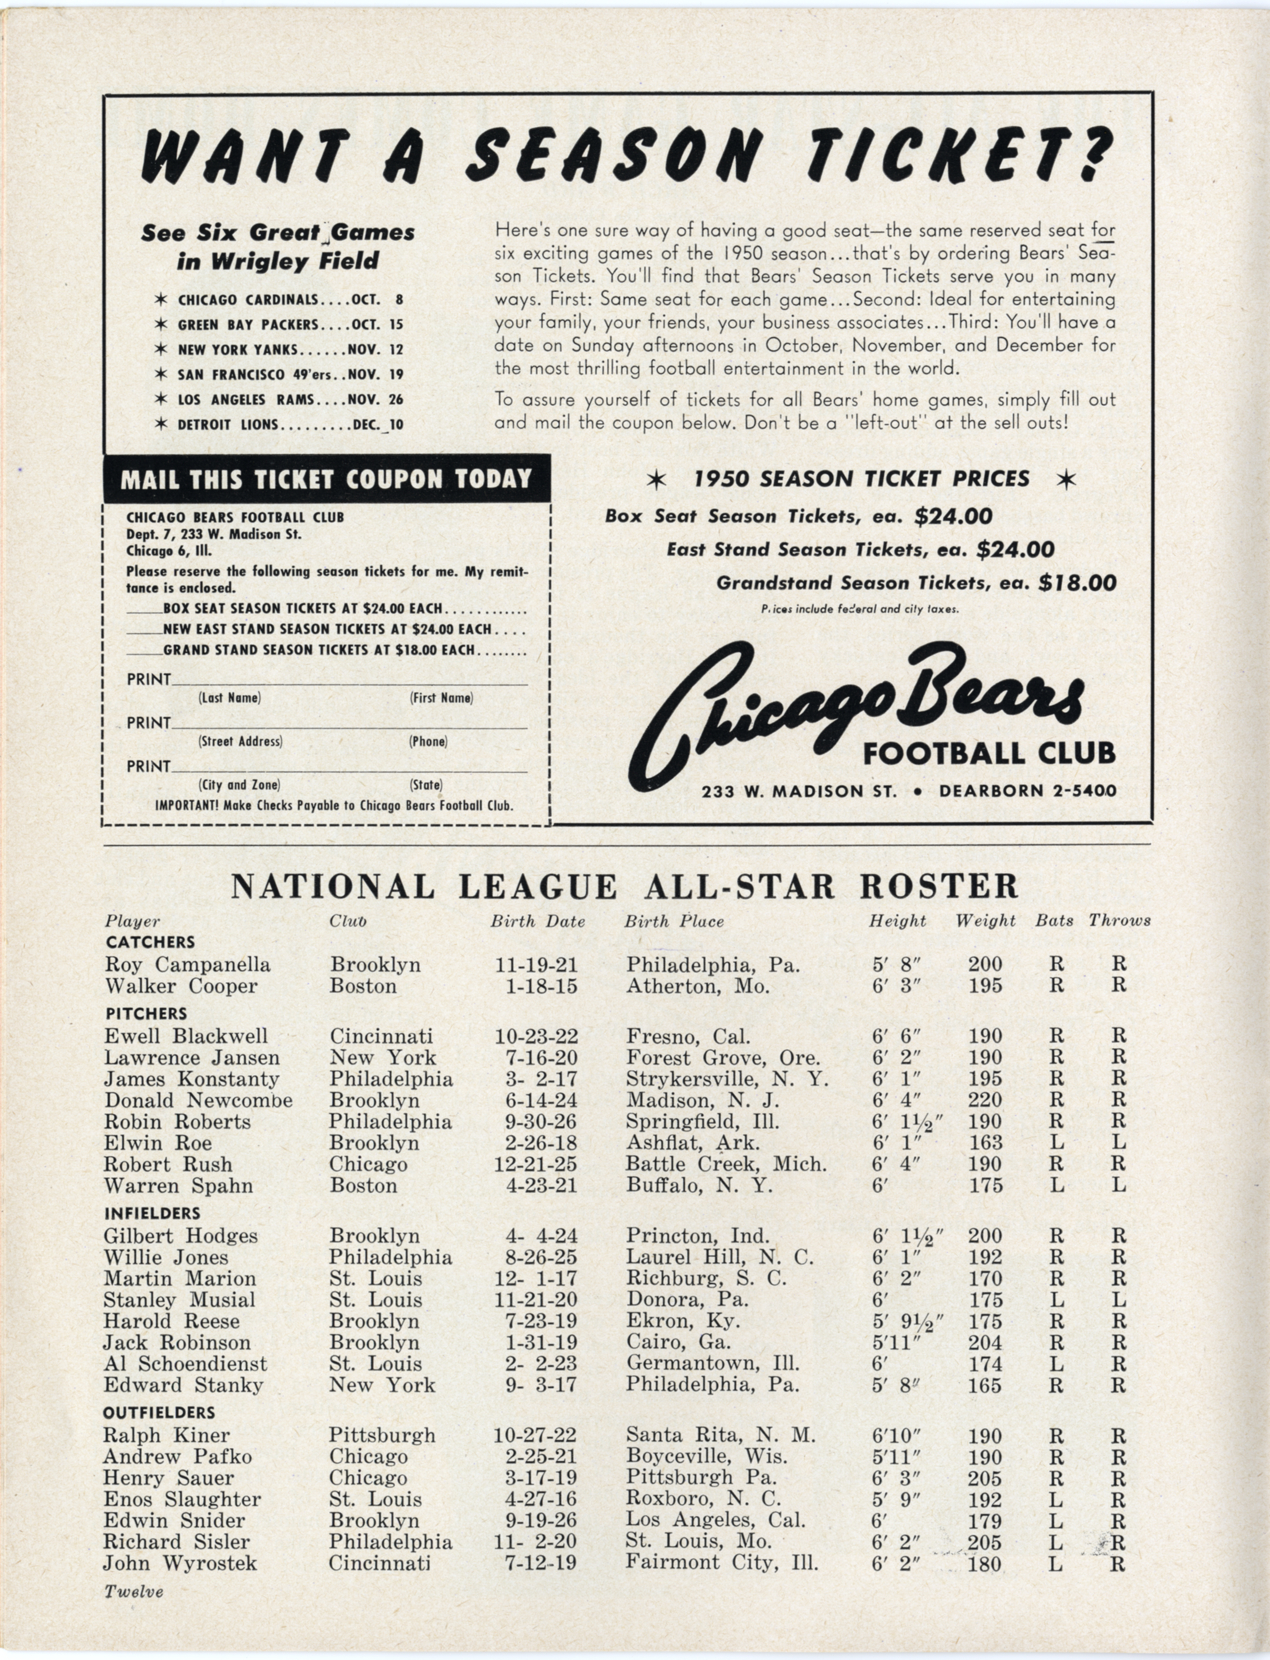 WANT A SEASON TICKET?
See Six Great Games
in Wrigley Field
✶ CHICAGO CARDINALS....OCT. 8
✶ GREEN BAY PACKERS....OCT. 15
✶ NEW YORK YANKS......NOV. 12
✶ SAN FRANCISCO 49'ers..NOV. 19
✶ LOS ANGELES RAMS....NOV. 26
✶ DETROIT LIONS.........DEC. 10
Here's one sure way of having a good seat—the same reserved seat for
six exciting games of the 1950 season...that's by ordering Bears' Sea-
son Tickets. You'll find that Bears' Season Tickets serve you in many
ways. First: Same seat for each game...Second: Ideal for entertaining
your family, your friends, your business associates...Third: You'll have a
date on Sunday afternoons in October, November, and December for
the most thrilling football entertainment in the world.
To assure yourself of tickets for all Bears' home games, simply fill out
and mail the coupon below. Don't be a "left-out" at the sell outs!
MAIL THIS TICKET COUPON TODAY
CHICAGO BEARS FOOTBALL CLUB
Dept. 7, 233 W. Madison St.
Chicago 6, Ill.
Please reserve the following season tickets for me. My remit-
tance is enclosed.
_____BOX SEAT SEASON TICKETS AT $24.00 EACH............
_____NEW EAST STAND SEASON TICKETS AT $24.00 EACH....
_____GRAND STAND SEASON TICKETS AT $18.00 EACH........
PRINT
(Last Name) (First Name)
PRINT
(Street Address) (Phone)
PRINT
(City and Zone) (State)
IMPORTANT! Make Checks Payable to Chicago Bears Football Club.
✶ 1950 SEASON TICKET PRICES ✶
Box Seat Season Tickets, ea. $24.00
East Stand Season Tickets, ea. $24.00
Grandstand Season Tickets, ea. $18.00
Prices include federal and city taxes.
Chicago Bears
FOOTBALL CLUB
233 W. MADISON ST. • DEARBORN 2-5400
NATIONAL LEAGUE ALL-STAR ROSTER
Player Club Birth Date Birth Place Height Weight Bats Throws
CATCHERS
Roy Campanella Brooklyn 11-19-21 Philadelphia, Pa. 5' 8" 200 R R
Walker Cooper Boston 1-18-15 Atherton, Mo. 6' 3" 195 R R
PITCHERS
Ewell Blackwell Cincinnati 10-23-22 Fresno, Cal. 6' 6" 190 R R
Lawrence Jansen New York 7-16-20 Forest Grove, Ore. 6' 2" 190 R R
James Konstanty Philadelphia 3- 2-17 Strykersville, N. Y. 6' 1" 195 R R
Donald Newcombe Brooklyn 6-14-24 Madison, N. J. 6' 4" 220 R R
Robin Roberts Philadelphia 9-30-26 Springfield, Ill. 6' 1½" 190 R R
Elwin Roe Brooklyn 2-26-18 Ashflat, Ark. 6' 1" 163 L L
Robert Rush Chicago 12-21-25 Battle Creek, Mich. 6' 4" 190 R R
Warren Spahn Boston 4-23-21 Buffalo, N. Y. 6' 175 L L
INFIELDERS
Gilbert Hodges Brooklyn 4- 4-24 Princton, Ind. 6' 1½" 200 R R
Willie Jones Philadelphia 8-26-25 Laurel Hill, N. C. 6' 1" 192 R R
Martin Marion St. Louis 12- 1-17 Richburg, S. C. 6' 2" 170 R R
Stanley Musial St. Louis 11-21-20 Donora, Pa. 6' 175 L L
Harold Reese Brooklyn 7-23-19 Ekron, Ky. 5' 9½" 175 R R
Jack Robinson Brooklyn 1-31-19 Cairo, Ga. 5'11" 204 R R
Al Schoendienst St. Louis 2- 2-23 Germantown, Ill. 6' 174 L R
Edward Stanky New York 9- 3-17 Philadelphia, Pa. 5' 8" 165 R R
OUTFIELDERS
Ralph Kiner Pittsburgh 10-27-22 Santa Rita, N. M. 6'10" 190 R R
Andrew Pafko Chicago 2-25-21 Boyceville, Wis. 5'11" 190 R R
Henry Sauer Chicago 3-17-19 Pittsburgh Pa. 6' 3" 205 R R
Enos Slaughter St. Louis 4-27-16 Roxboro, N. C. 5' 9" 192 L R
Edwin Snider Brooklyn 9-19-26 Los Angeles, Cal. 6' 179 L R
Richard Sisler Philadelphia 11- 2-20 St. Louis, Mo. 6' 2" 205 L R
John Wyrostek Cincinnati 7-12-19 Fairmont City, Ill. 6' 2" 180 L R
Twelve